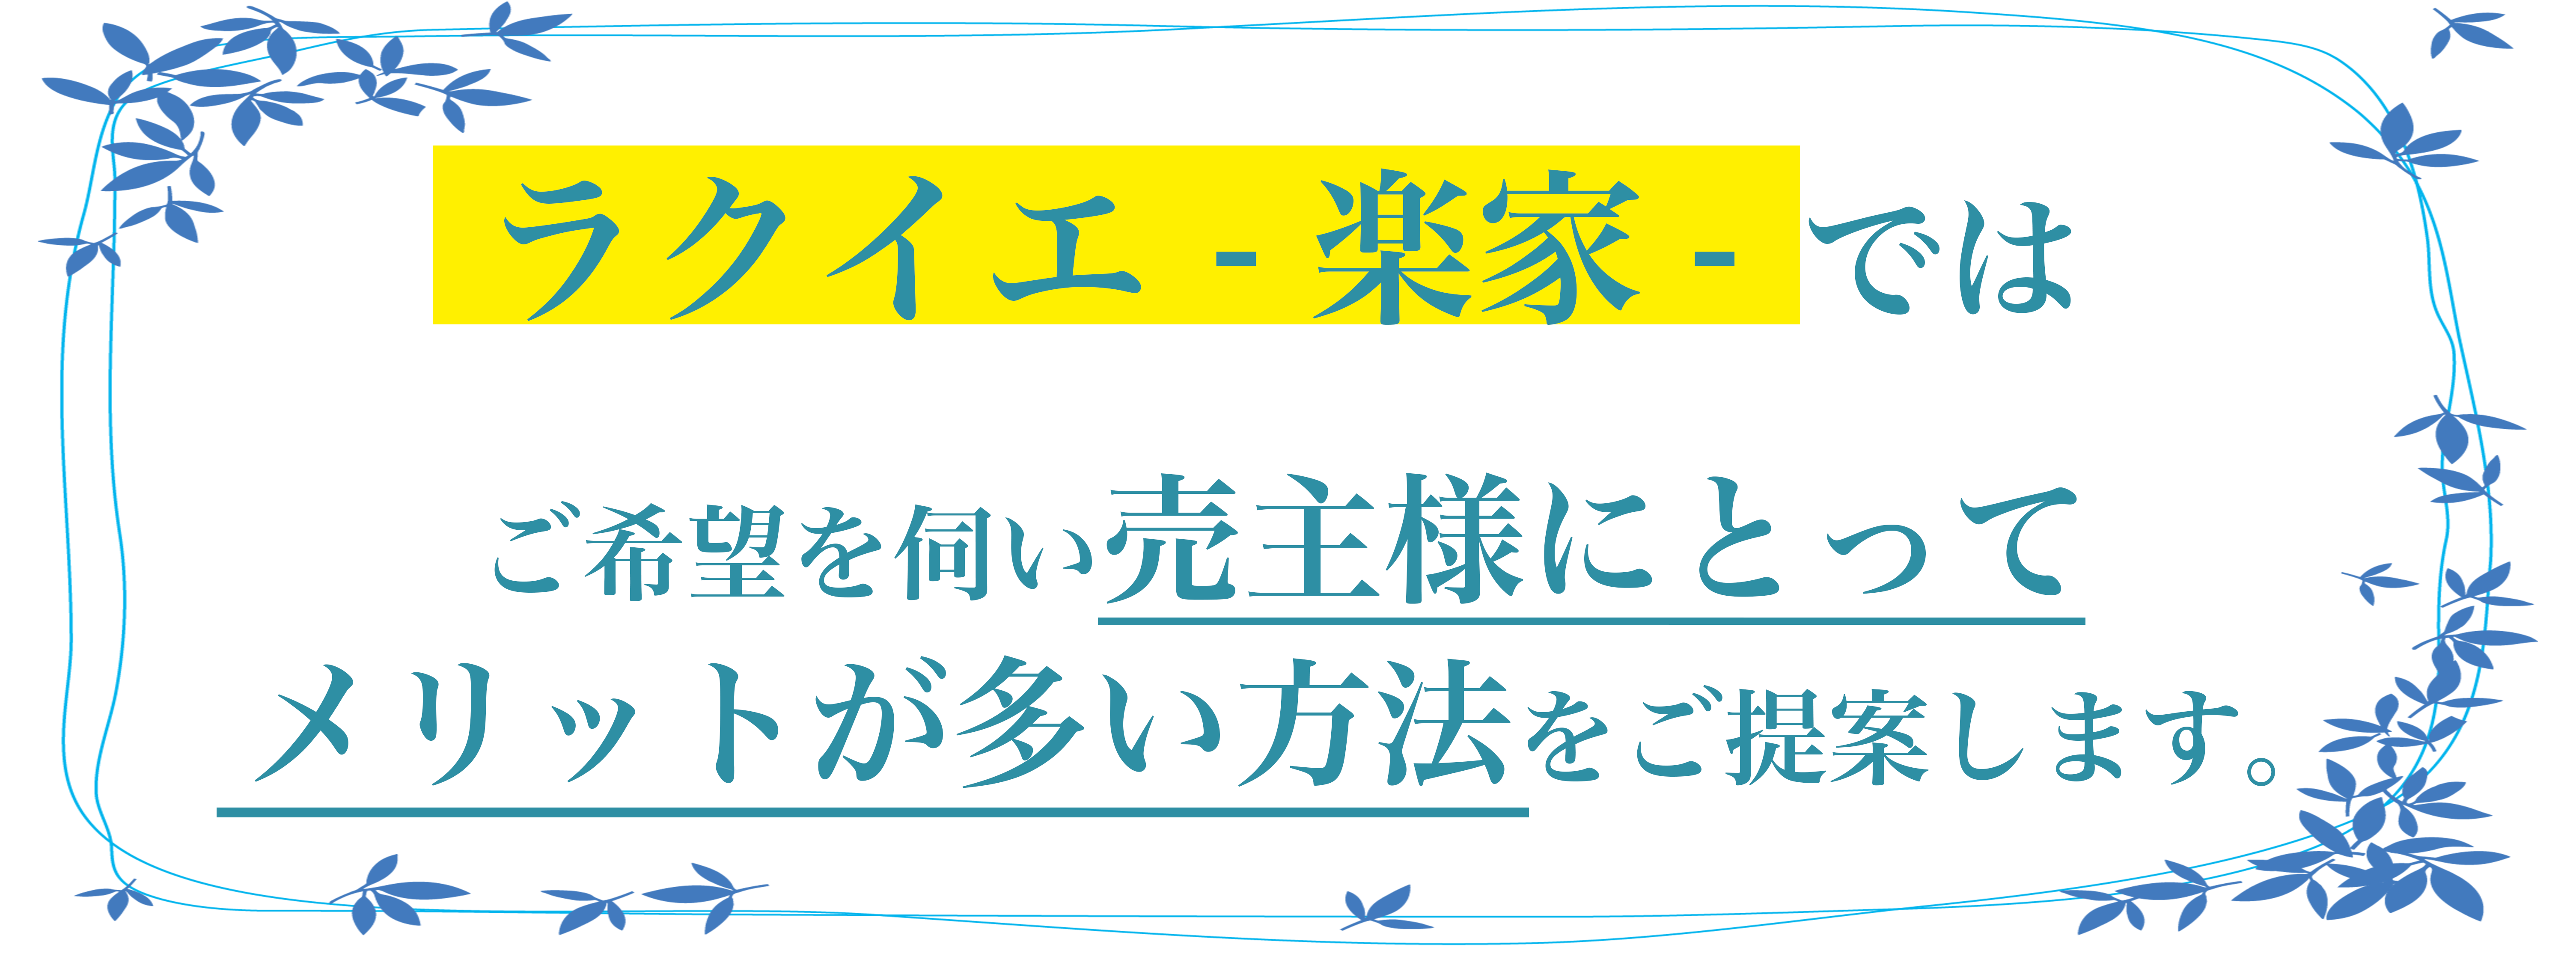 ラクイエ - 楽家 - では
ご希望を伺い売主様にとって
メリットが多い方法をご提案します。